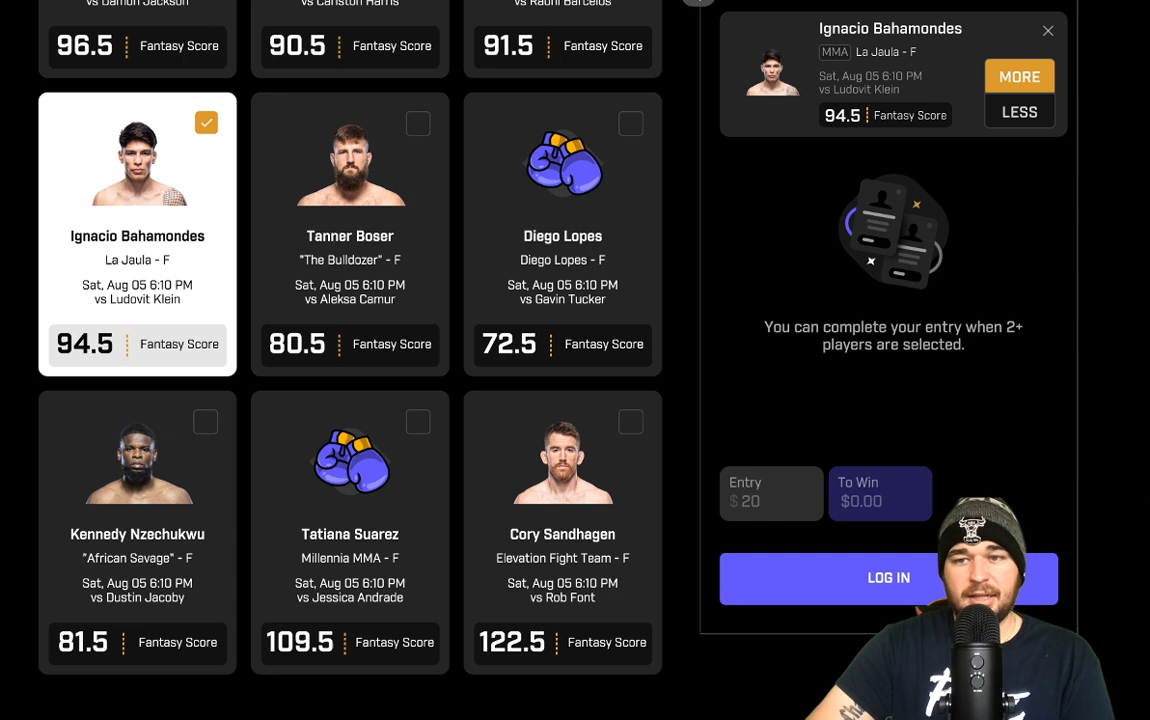 vs Damon Jackson
96.5 Fantasy Score
vs Carlston Harris
90.5 Fantasy Score
vs Raoni Barcelos
91.5 Fantasy Score
Ignacio Bahamondes
La Jaula - F
Sat, Aug 05 6:10 PM
vs Ludovit Klein
94.5 Fantasy Score
Tanner Boser
"The Bulldozer" - F
Sat, Aug 05 6:10 PM
vs Aleksa Camur
80.5 Fantasy Score
Diego Lopes
Diego Lopes - F
Sat, Aug 05 6:10 PM
vs Gavin Tucker
72.5 Fantasy Score
Kennedy Nzechukwu
"African Savage" - F
Sat, Aug 05 6:10 PM
vs Dustin Jacoby
81.5 Fantasy Score
Tatiana Suarez
Millennia MMA - F
Sat, Aug 05 6:10 PM
vs Jessica Andrade
109.5 Fantasy Score
Cory Sandhagen
Elevation Fight Team - F
Sat, Aug 05 6:10 PM
vs Rob Font
122.5 Fantasy Score
Ignacio Bahamondes
MMA La Jaula - F
Sat, Aug 05 6:10 PM
vs Ludovit Klein
94.5 Fantasy Score
MORE
LESS
You can complete your entry when 2+
players are selected.
Entry
$ 20
To Win
$0.00
LOG IN